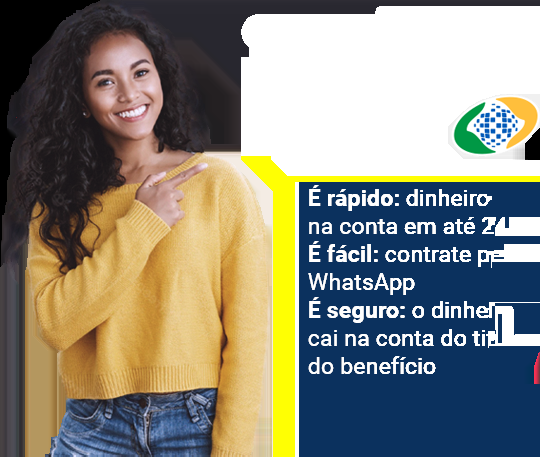 É rápido: dinheiro
na conta em até
É fácil: contrate
WhatsApp
É seguro: o
cai na conta do
do benefício